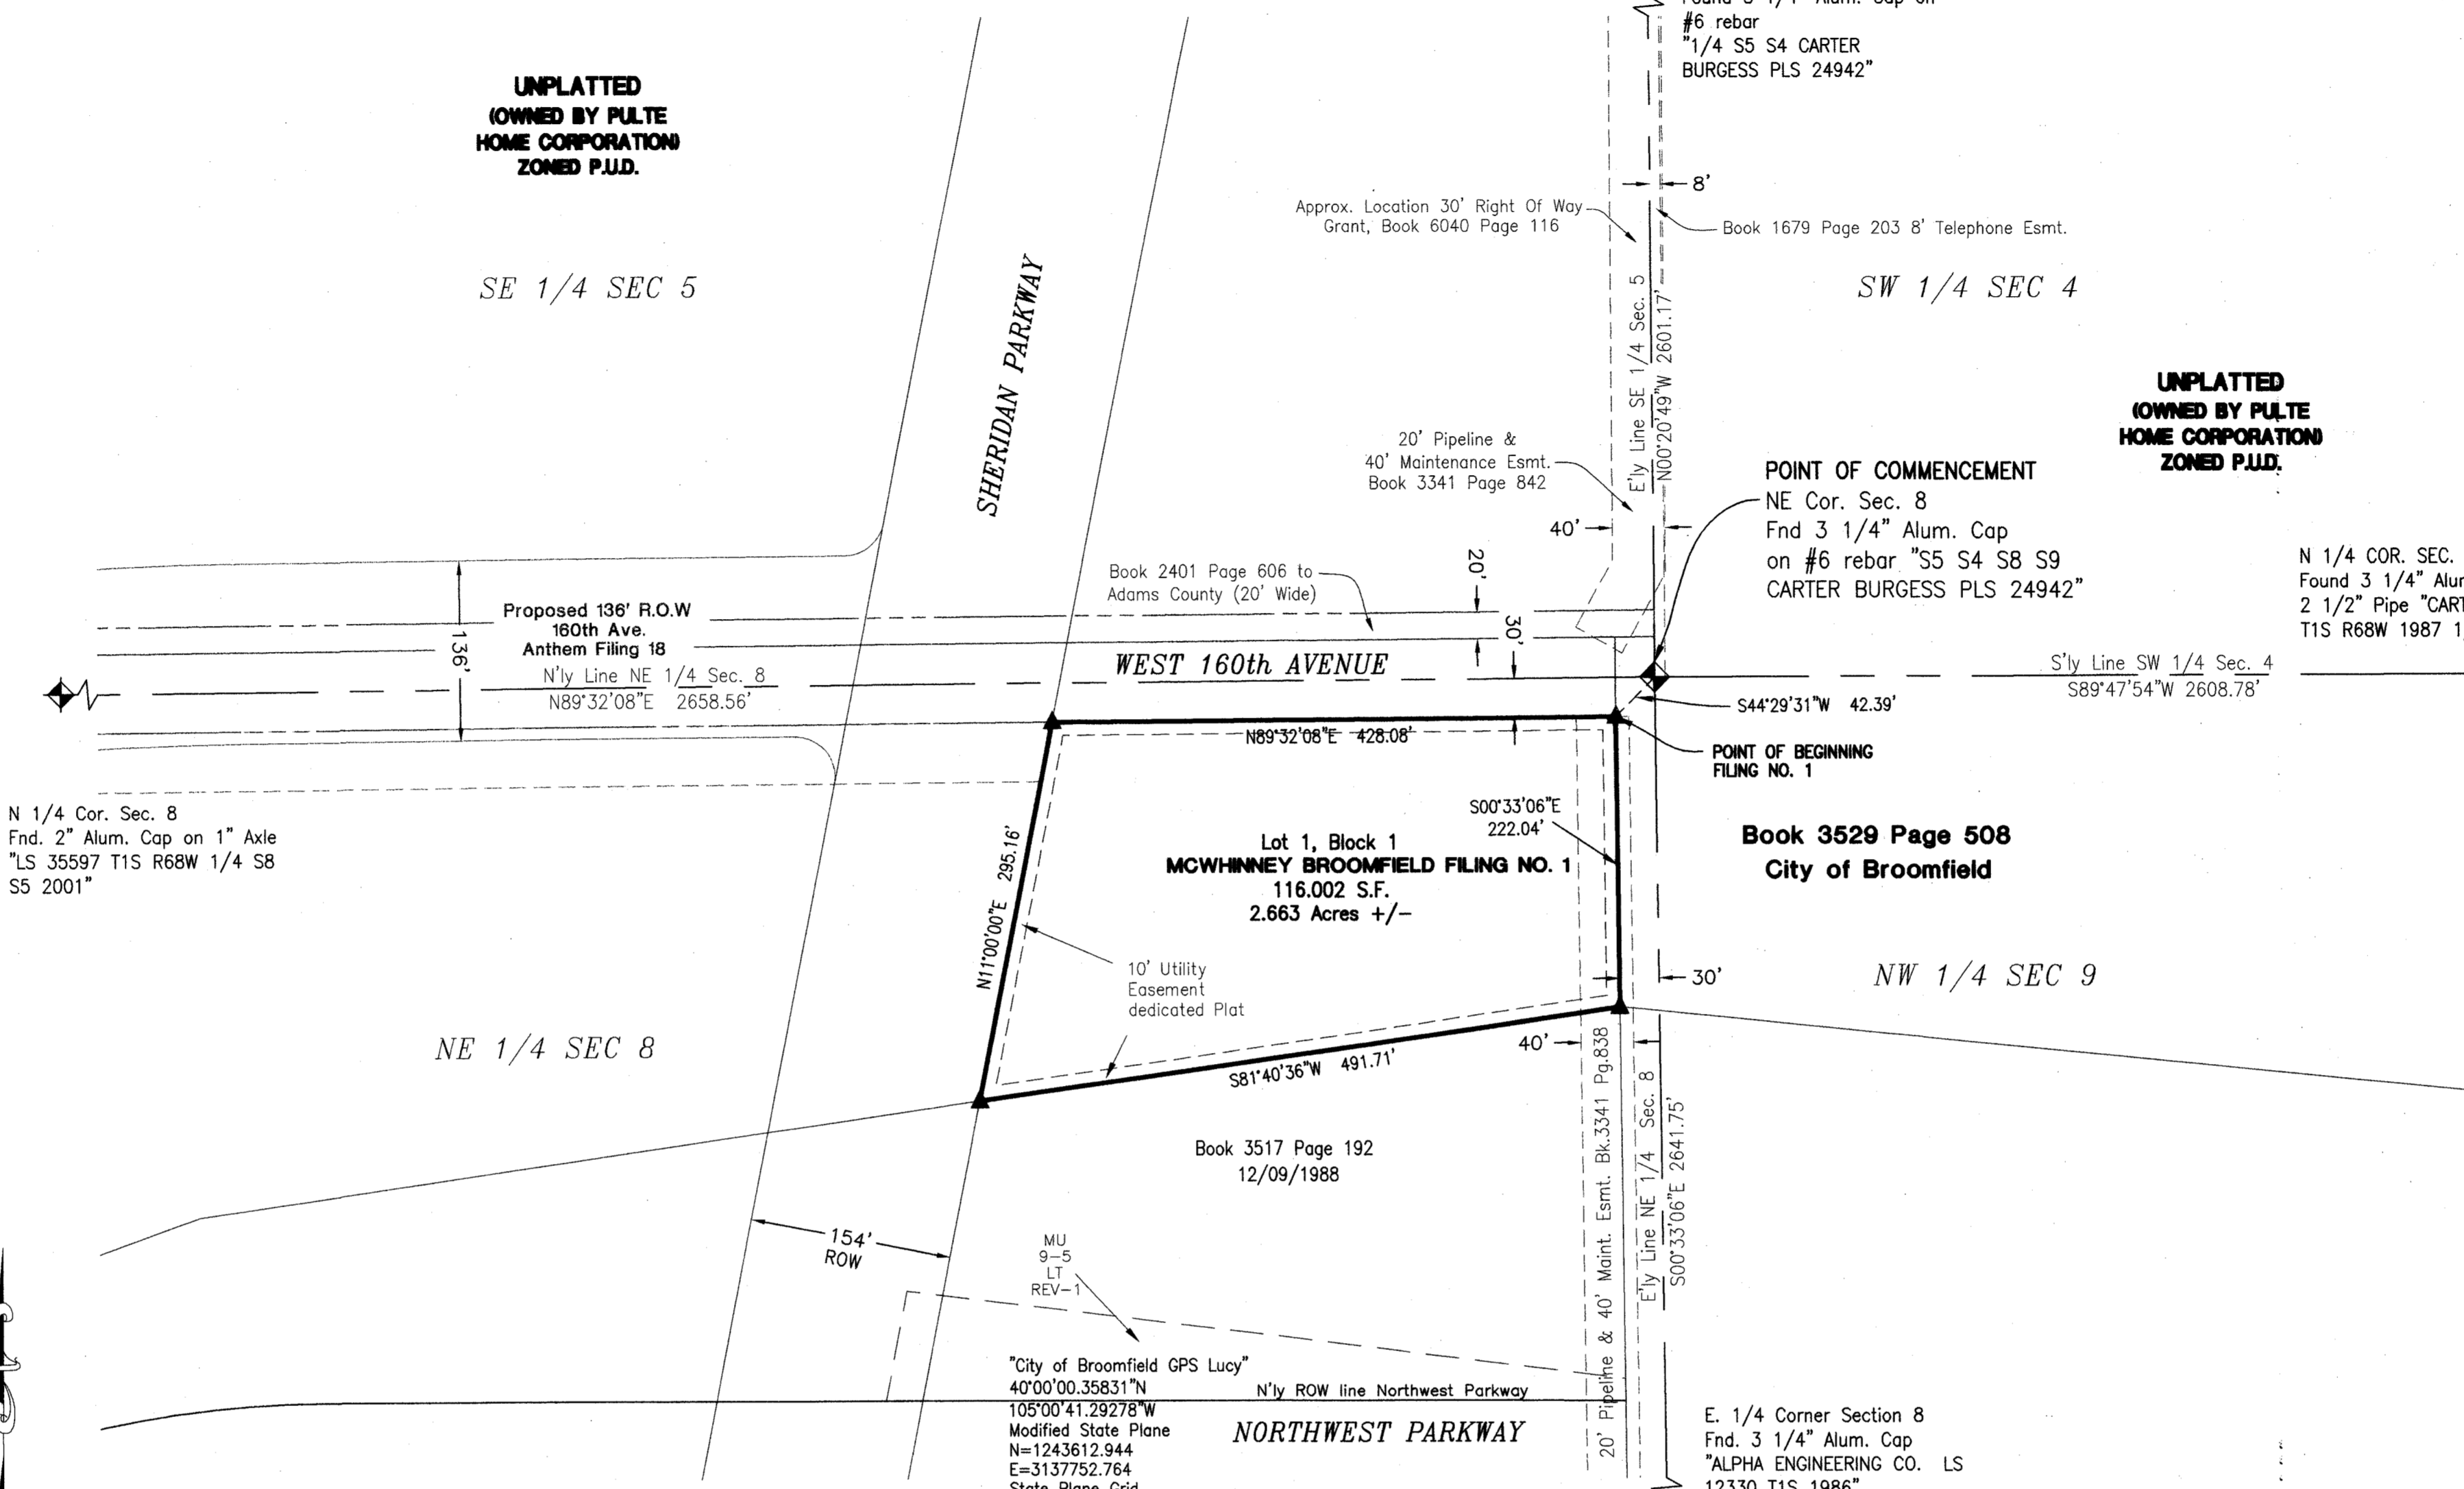 #6 rebar
"1/4 S5 S4 CARTER
BURGESS PLS 24942"
UNPLATTED
(OWNED BY PULTE
HOME CORPORATION)
ZONED P.U.D.
SE 1/4 SEC 5
SHERIDAN PARKWAY
8'
Approx. Location 30' Right Of Way
Grant, Book 6040 Page 116
Book 1679 Page 203 8' Telephone Esmt.
E'ly Line SE 1/4 Sec. 5
N00°20'49"W 2601.17'
SW 1/4 SEC 4
UNPLATTED
(OWNED BY PULTE
HOME CORPORATION)
ZONED P.U.D.
20' Pipeline &
40' Maintenance Esmt.
Book 3341 Page 842
40'
POINT OF COMMENCEMENT
NE Cor. Sec. 8
Fnd 3 1/4" Alum. Cap
on #6 rebar "S5 S4 S8 S9
CARTER BURGESS PLS 24942"
N 1/4 COR. SEC.
Found 3 1/4" Alu
2 1/2" Pipe "CART
T1S R68W 1987 1
Book 2401 Page 606 to
Adams County (20' Wide)
20'
30'
Proposed 136' R.O.W
160th Ave.
Anthem Filing 18
136'
N'ly Line NE 1/4 Sec. 8
N89°32'08"E 2658.56'
WEST 160th AVENUE
S'ly Line SW 1/4 Sec. 4
S89°47'54"W 2608.78'
S44°29'31"W 42.39'
POINT OF BEGINNING
FILING NO. 1
N89°32'08"E 428.08'
N 1/4 Cor. Sec. 8
Fnd. 2" Alum. Cap on 1" Axle
"LS 35597 T1S R68W 1/4 S8
S5 2001"
N11°00'00"E 295.16'
S00°33'06"E
222.04'
Lot 1, Block 1
MCWHINNEY BROOMFIELD FILING NO. 1
116.002 S.F.
2.663 Acres +/-
Book 3529 Page 508
City of Broomfield
10' Utility
Easement
dedicated Plat
30'
NW 1/4 SEC 9
NE 1/4 SEC 8
40'
S81°40'36"W 491.71'
20' Pipeline & 40' Maint. Esmt. Bk.3341 Pg.838
E'ly Line NE 1/4 Sec. 8
S00°33'06"E 2641.75'
Book 3517 Page 192
12/09/1988
154'
ROW
MU
9-5
LT
REV-1
"City of Broomfield GPS Lucy"
40°00'00.35831"N
105°00'41.29278"W
Modified State Plane
N=1243612.944
E=3137752.764
State Plane Grid
N'ly ROW line Northwest Parkway
NORTHWEST PARKWAY
E. 1/4 Corner Section 8
Fnd. 3 1/4" Alum. Cap
"ALPHA ENGINEERING CO. LS
12330 T1S 1986"